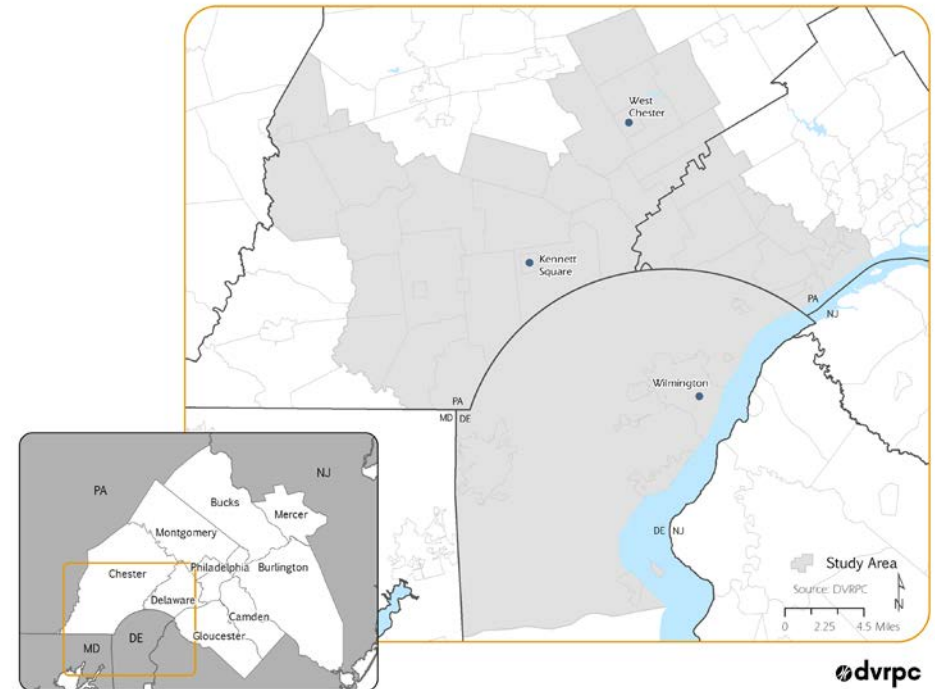 West
Chester
Kennett
Square
PA
NJ
Wilmington
PA
MD DE
DE NJ
Study Area
Source: DVRPC
N
0 2.25 4.5 Miles
PA
NJ
Bucks
Mercer
Montgomery
Philadelphia
Burlington
Chester
Delaware
Camden
Gloucester
DE
MD
dvrpc